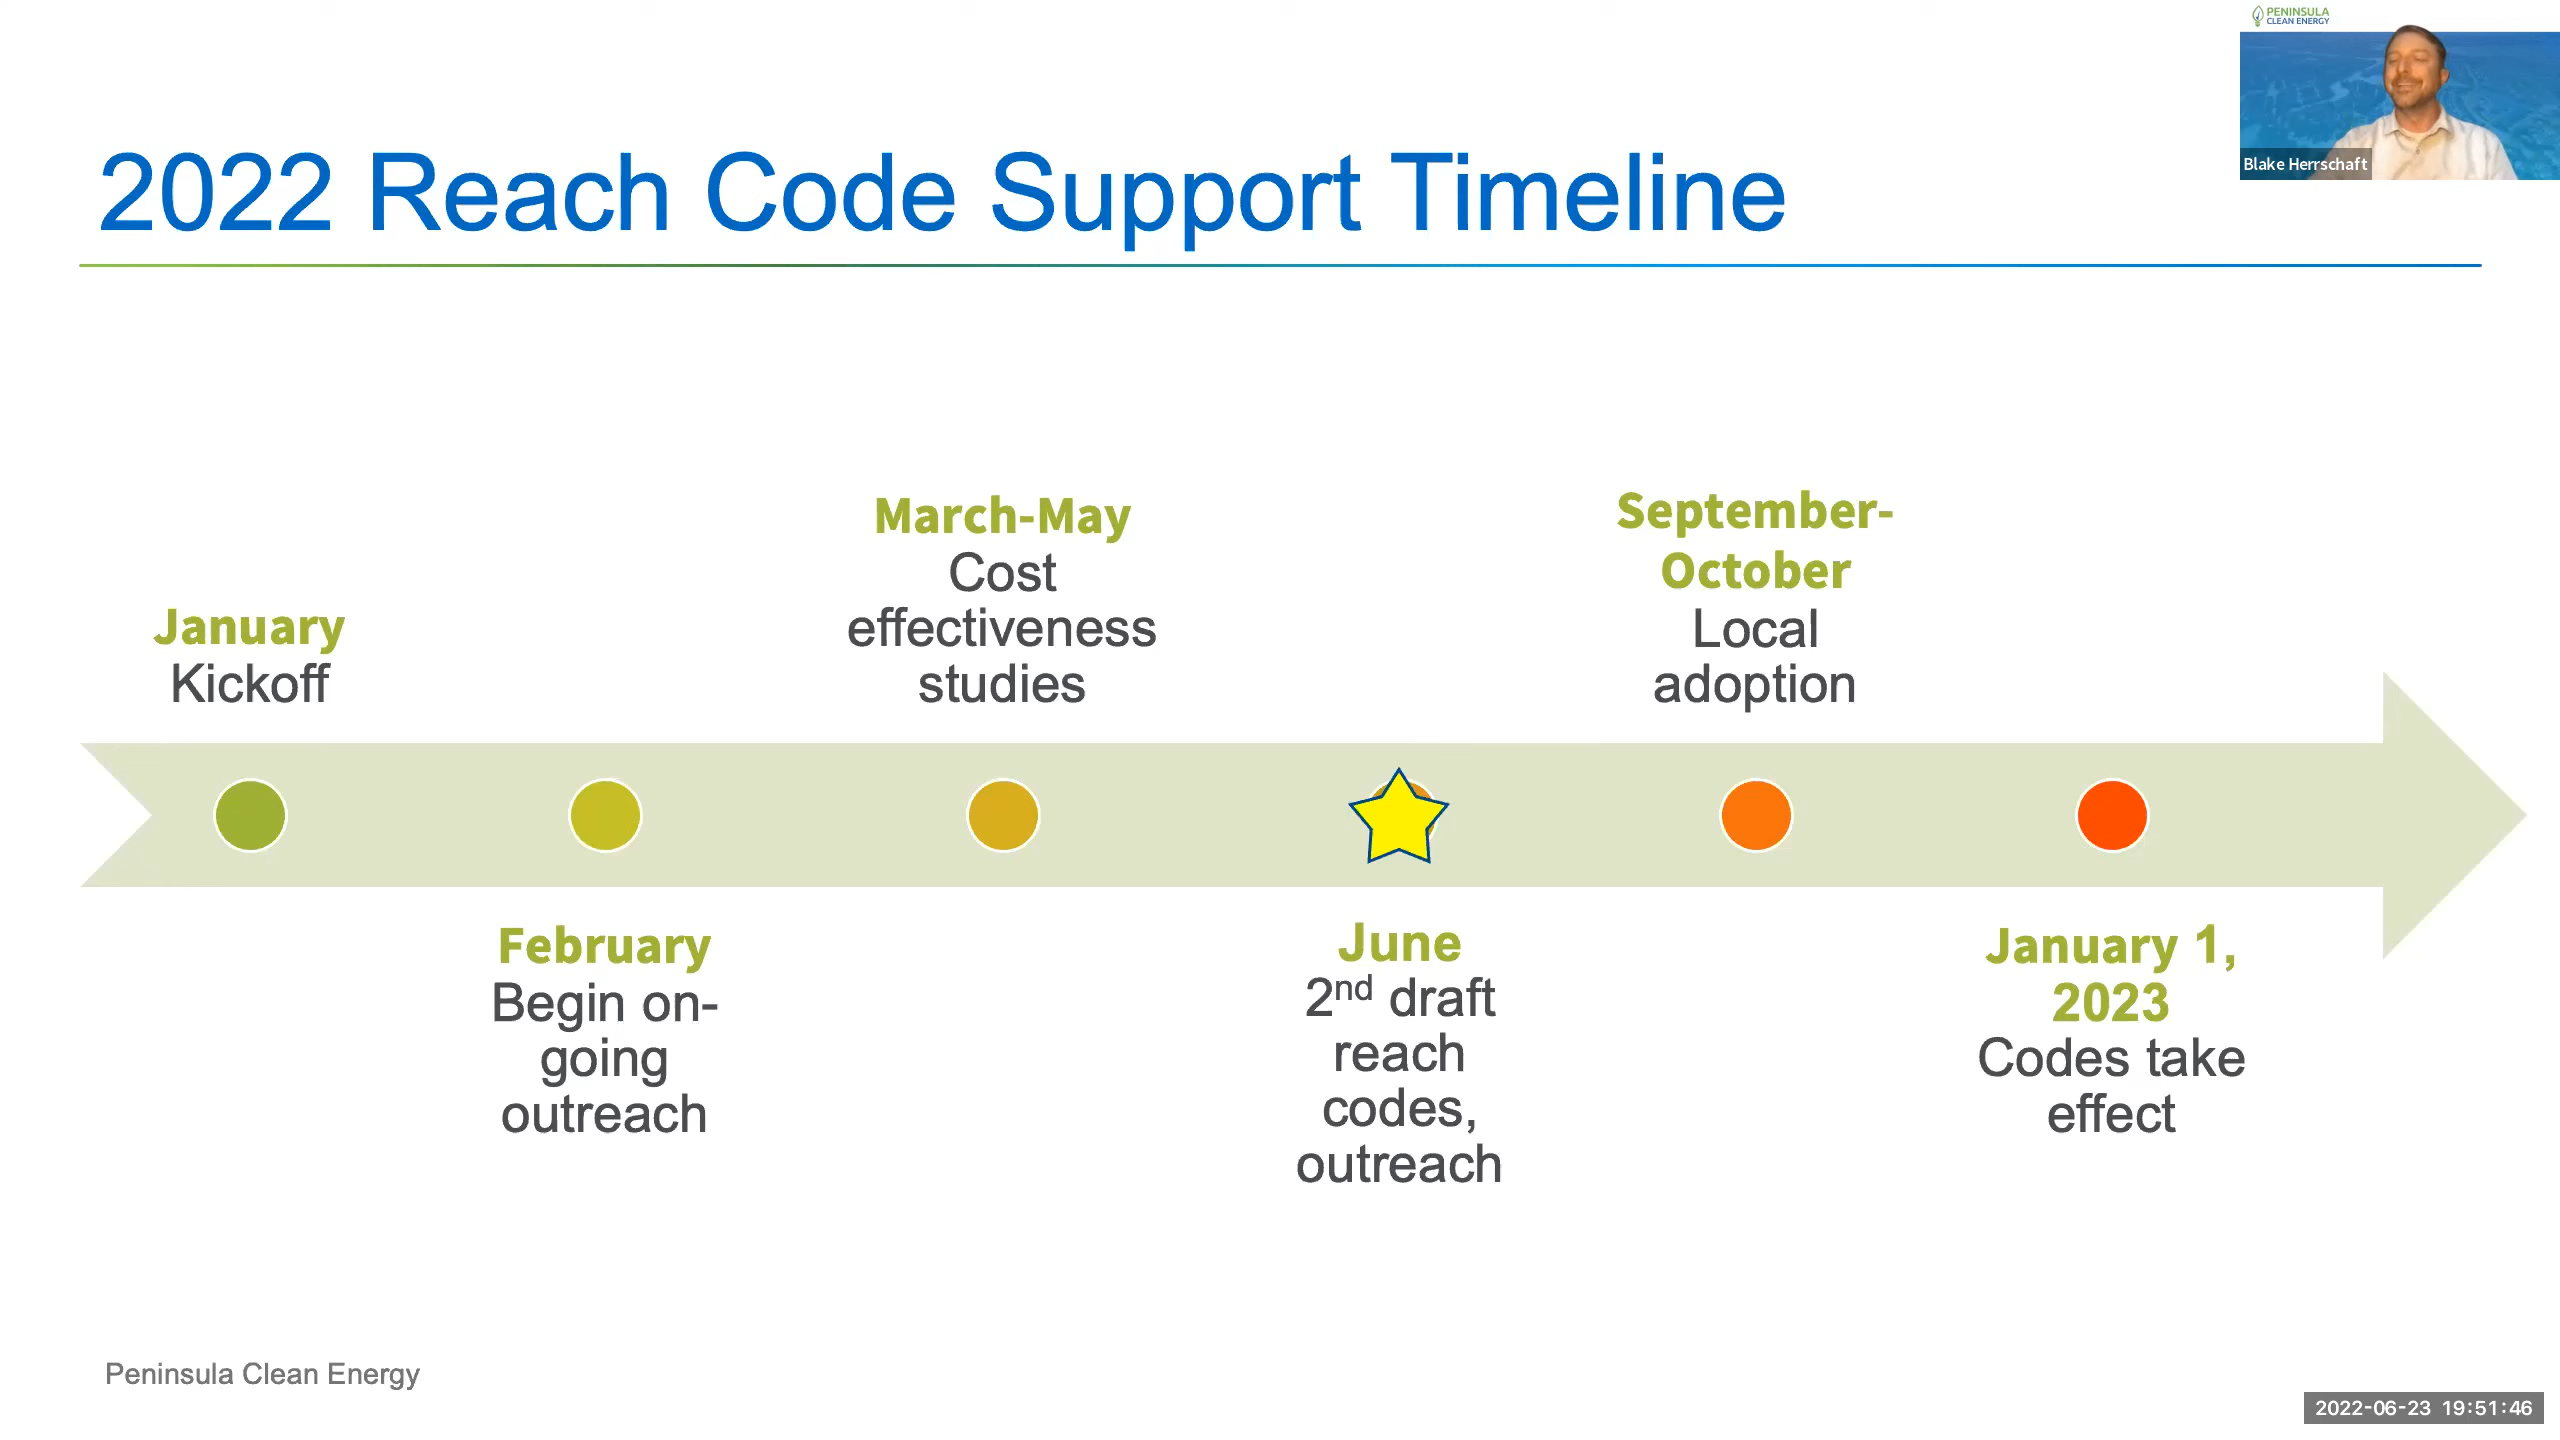 PENINSULA
CLEAN ENERGY
Blake Herrschaft
2022 Reach Code Support Timeline
January
Kickoff
February
Begin on-
going
outreach
March-May
Cost
effectiveness
studies
June
2nd draft
reach
codes,
outreach
September-
October
Local
adoption
January 1,
2023
Codes take
effect
Peninsula Clean Energy
2022-06-23 19:51:46